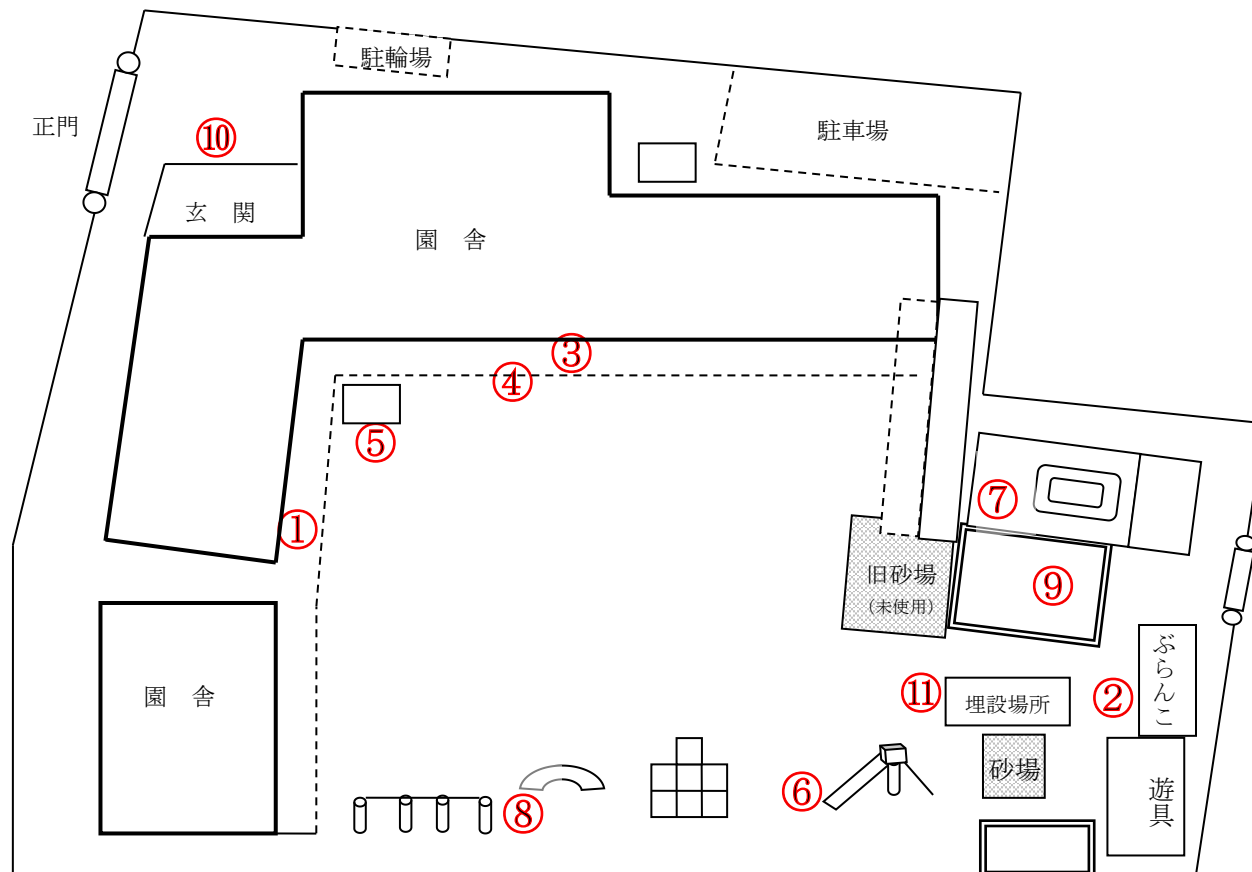 駐輪場
正門
⑩
駐車場
玄　関
園　舎
③
④
⑤
①
⑦
旧砂場
（未使用）
⑨
ぶらんこ
園　舎
⑪
埋設場所
②
砂場
⑥
⑧
遊具